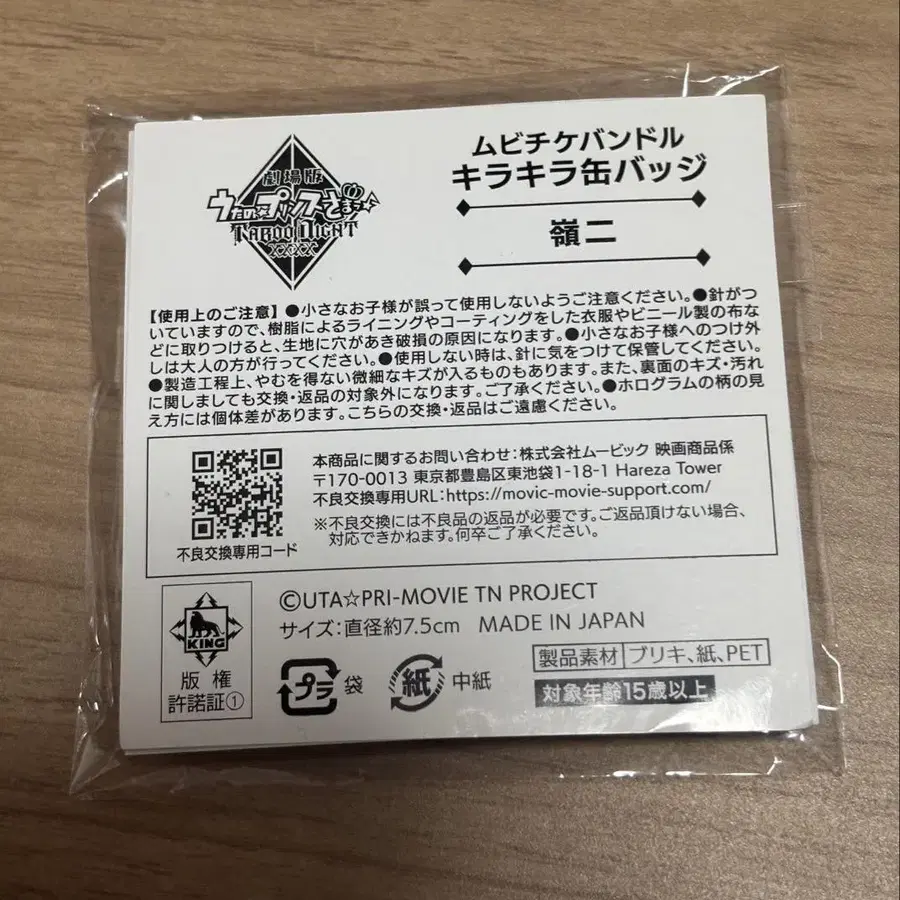 劇場版
うたの☆プリンスさまっ♪
TABOO NIGHT
XXXX
ムビチケバンドル
キラキラ缶バッジ
嶺二
【使用上のご注意】●小さなお子様が誤って使用しないようご注意ください。●針がつ
いていますので、樹脂によるライニングやコーティングをした衣服やビニール製の布な
どに取りつけると、生地に穴があき破損の原因になります。●小さなお子様へのつけ外
しは大人の方が行ってください。●使用しない時は、針に気をつけて保管してください。
●製造工程上、やむを得ない微細なキズが入るものもあります。また、裏面のキズ・汚れ
に関しましても交換・返品の対象外になります。ご了承ください。●ホログラムの柄の見
え方には個体差があります。こちらの交換・返品はご遠慮ください。
本商品に関するお問い合わせ：株式会社ムービック 映画商品係
〒170-0013 東京都豊島区東池袋1-18-1 Hareza Tower
不良交換専用URL：https://movic-movie-support.com/
※不良交換には不良品の返品が必要です。ご返品頂けない場合、
対応できかねます。何卒ご了承ください。
不良交換専用コード
KING
版権
許諾証①
©UTA☆PRI-MOVIE TN PROJECT
サイズ：直径約7.5cm MADE IN JAPAN
プラ 袋
紙 中紙
製品素材 ブリキ、紙、PET
対象年齢15歳以上